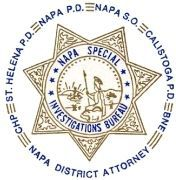 CHP
ST. HELENA P.D.
NAPA P.D.
NAPA S.O.
CALISTOGA P.D.
BNE
NAPA DISTRICT ATTORNEY
NAPA SPECIAL
INVESTIGATIONS BUREAU